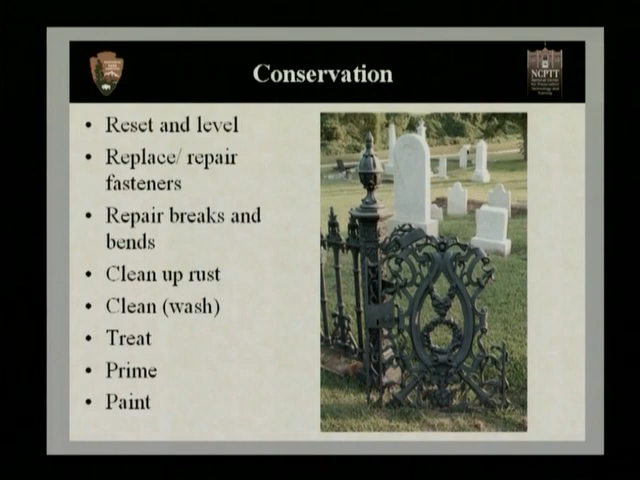 Conservation
NCPTT
• Reset and level
• Replace/ repair
fasteners
• Repair breaks and
bends
• Clean up rust
• Clean (wash)
• Treat
• Prime
• Paint